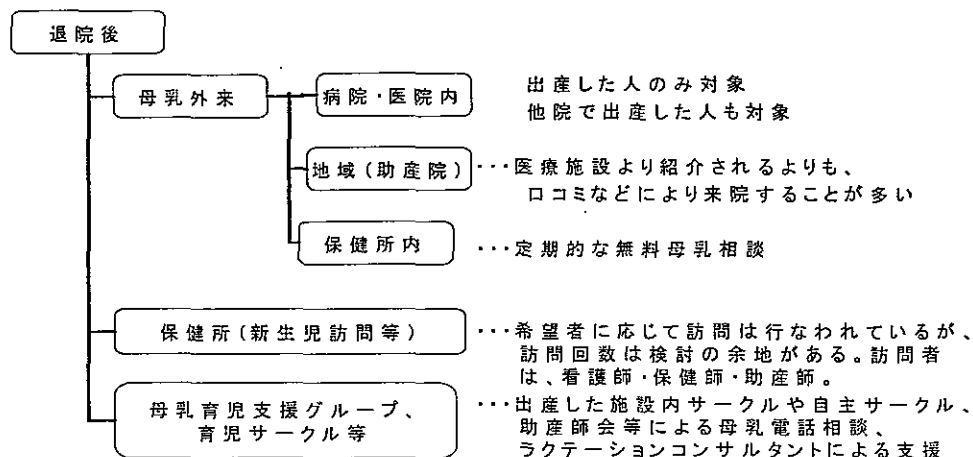 退院後
母乳外来
病院・医院内
出産した人のみ対象
他院で出産した人も対象
地域(助産院)
・・・医療施設より紹介されるよりも、
口コミなどにより来院することが多い
保健所内
・・・定期的な無料母乳相談
保健所(新生児訪問等)
・・・希望者に応じて訪問は行なわれているが、
訪問回数は検討の余地がある。訪問者
は、看護師・保健師・助産師。
母乳育児支援グループ、
育児サークル等
・・・出産した施設内サークルや自主サークル、
助産師会等による母乳電話相談、
ラクテーションコンサルタントによる支援